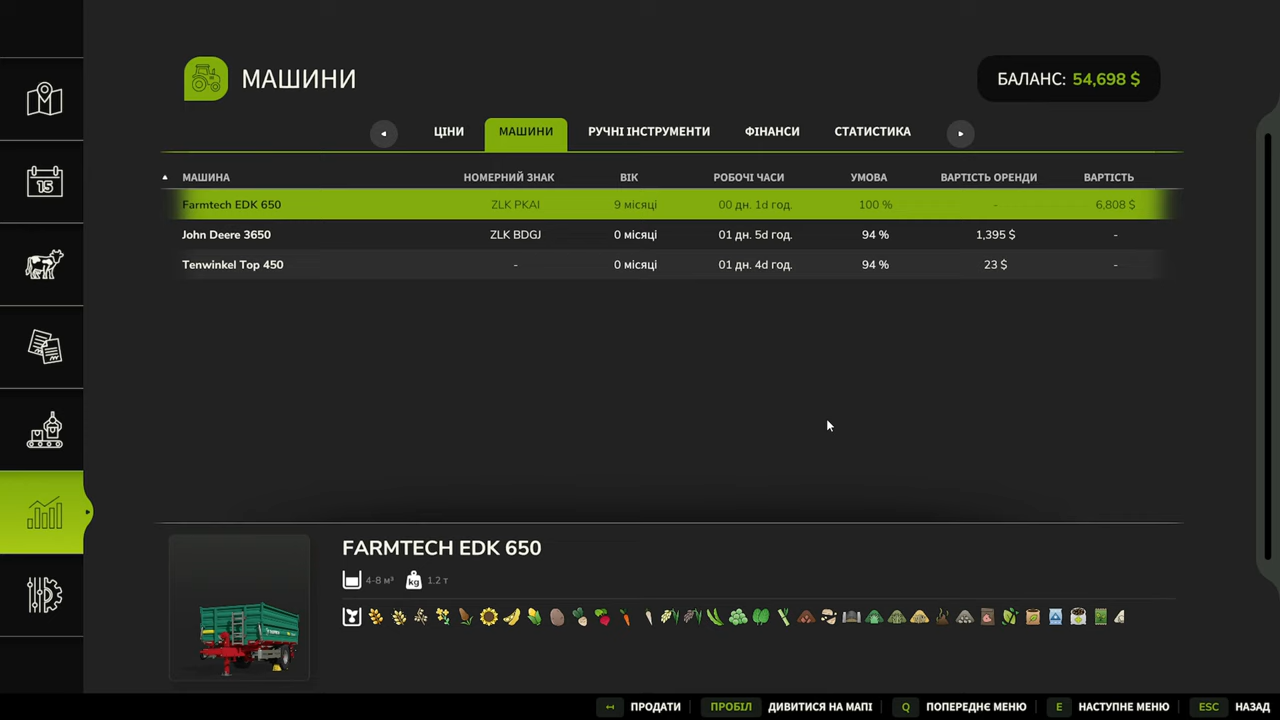 МАШИНИ
БАЛАНС: 54,698 $
ЦІНИ МАШИНИ РУЧНІ ІНСТРУМЕНТИ ФІНАНСИ СТАТИСТИКА
МАШИНА НОМЕРНИЙ ЗНАК ВІК РОБОЧІ ЧАСИ УМОВА ВАРТІСТЬ ОРЕНДИ ВАРТІСТЬ
Farmtech EDK 650 ZLK PKAI 9 місяці 00 дн. 1d год. 100 % - 6,808 $
John Deere 3650 ZLK BDGJ 0 місяці 01 дн. 5d год. 94 % 1,395 $ -
Tenwinkel Top 450 - 0 місяці 01 дн. 4d год. 94 % 23 $ -
15
FARMTECH EDK 650
4-8 м³ kg 1.2 т
↤ ПРОДАТИ ПРОБІЛ ДИВИТИСЯ НА МАПІ Q ПОПЕРЕДНЄ МЕНЮ E НАСТУПНЕ МЕНЮ ESC НАЗАД